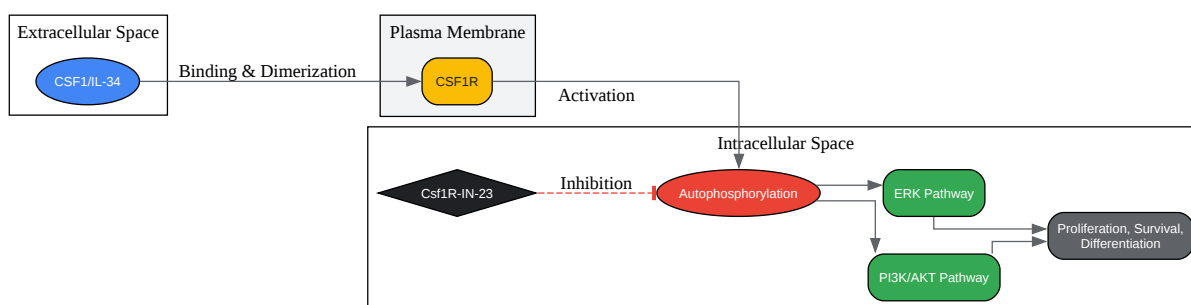 Extracellular Space
CSF1/IL-34
Binding & Dimerization
Plasma Membrane
CSF1R
Activation
Intracellular Space
Csf1R-IN-23
Inhibition
Autophosphorylation
ERK Pathway
PI3K/AKT Pathway
Proliferation, Survival,
Differentiation